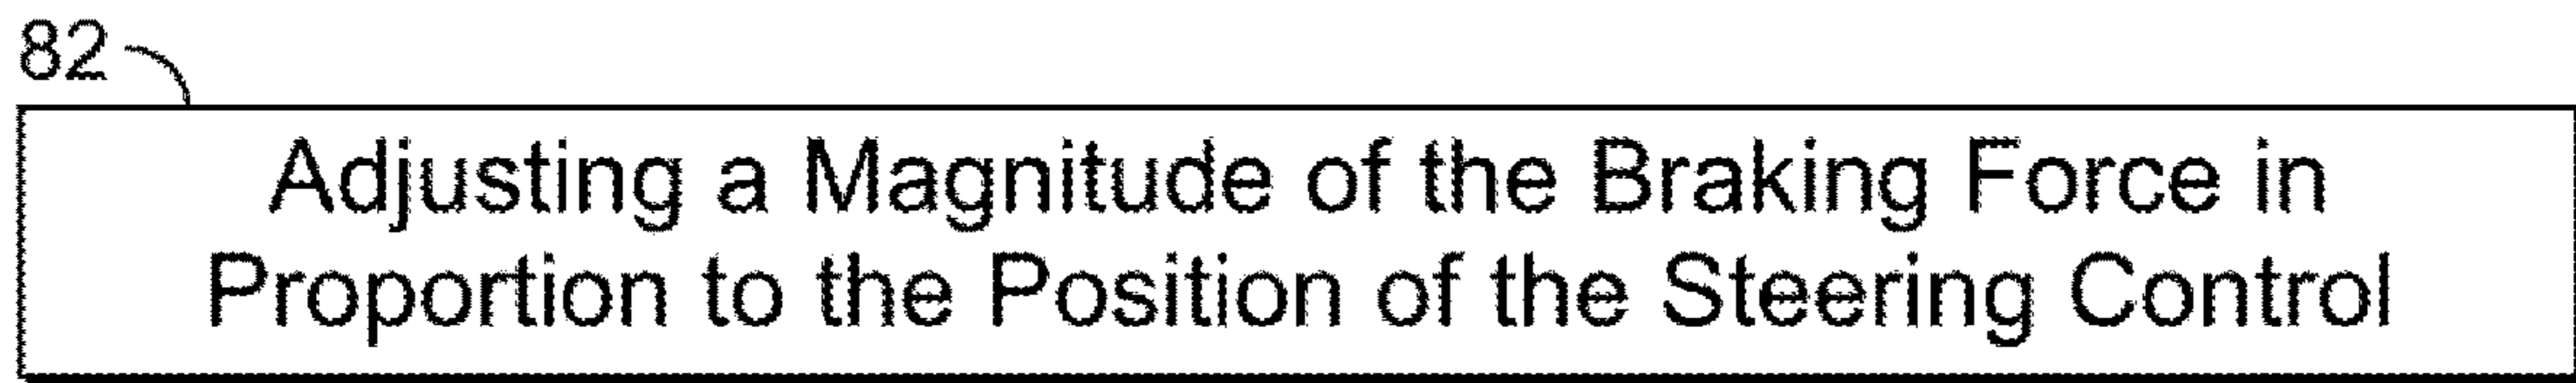 82
Adjusting a Magnitude of the Braking Force in
Proportion to the Position of the Steering Control